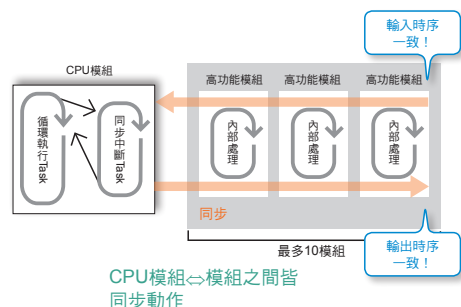 輸入時序
一致！
CPU模組
高功能模組
高功能模組
高功能模組
循環執行Task
同步中斷Task
內部處理
內部處理
內部處理
同步
最多10模組
輸出時序
一致！
CPU模組⇔模組之間皆
同步動作